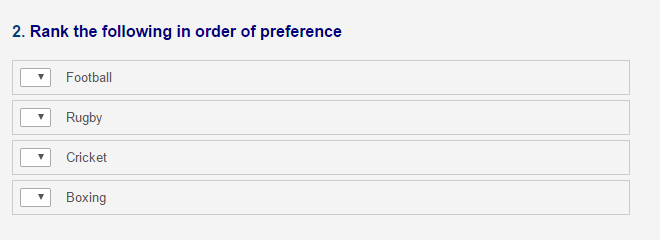 2. Rank the following in order of preference
Football
Rugby
Cricket
Boxing